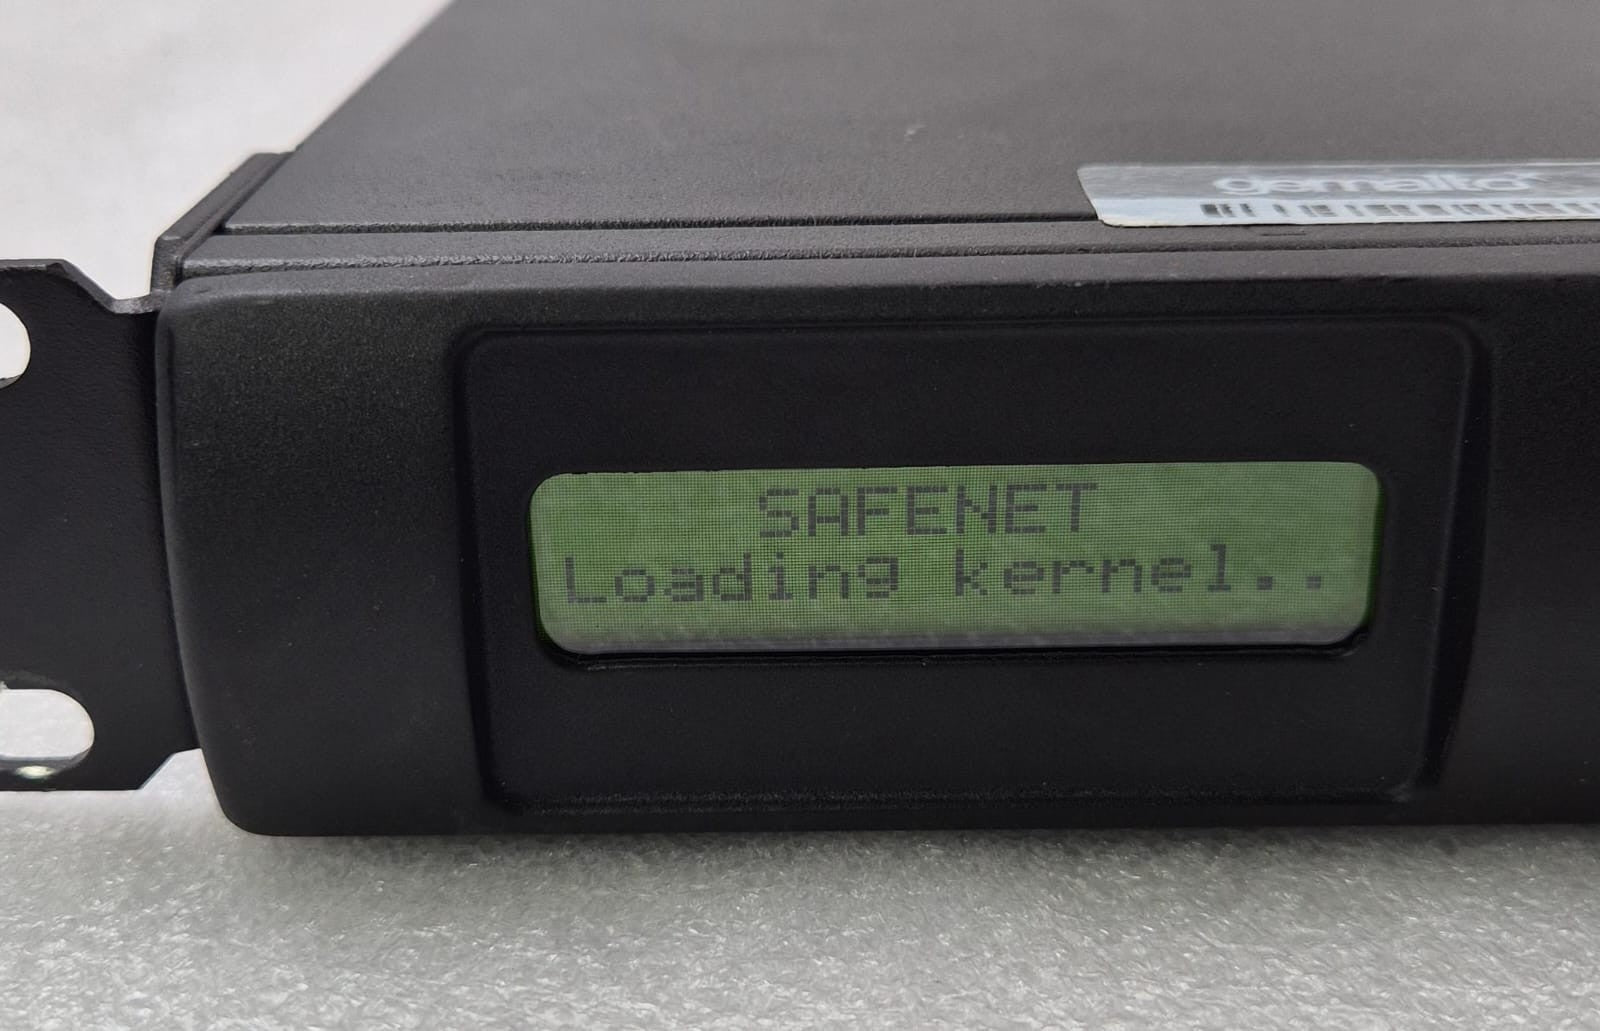 gemalto
SAFENET
Loading kernel..